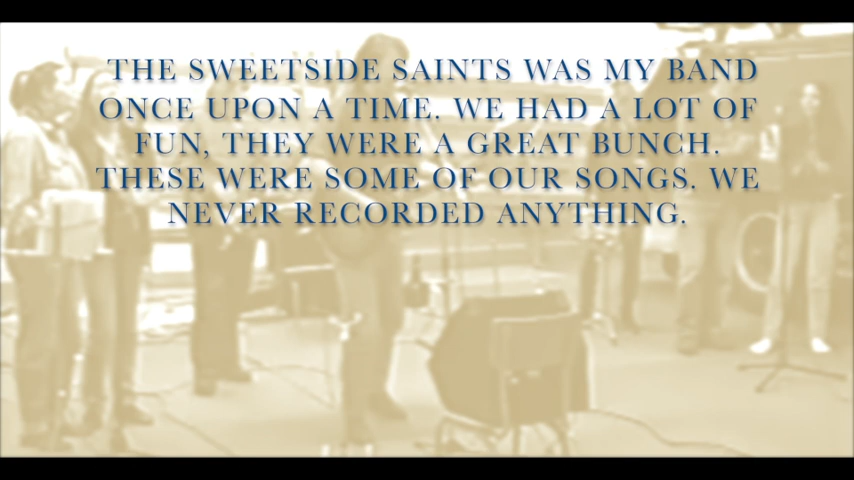 THE SWEETSIDE SAINTS WAS MY BAND
ONCE UPON A TIME. WE HAD A LOT OF
FUN, THEY WERE A GREAT BUNCH.
THESE WERE SOME OF OUR SONGS. WE
NEVER RECORDED ANYTHING.